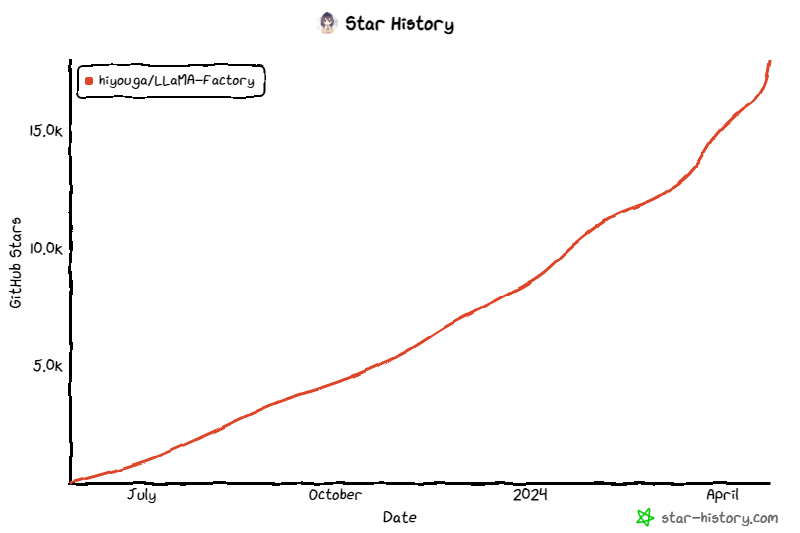 Star History
hiyouga/LLaMA-Factory
15.0k
10.0k
5.0k
GitHub Stars
July
October
2024
April
Date
star-history.com